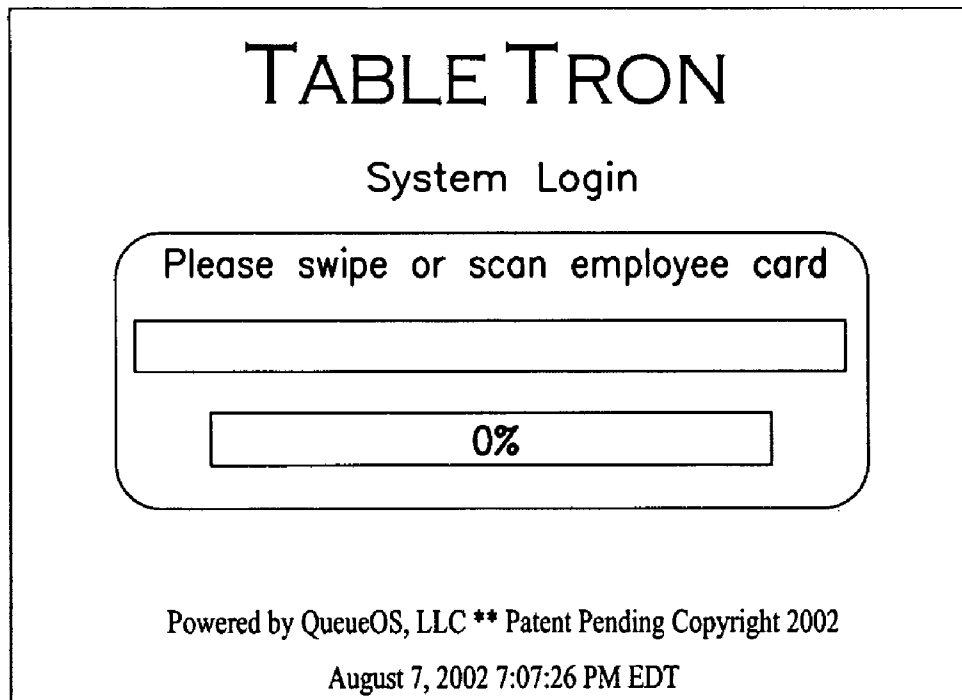 TABLE TRON
System Login
Please swipe or scan employee card
0%
Powered by QueueOS, LLC ** Patent Pending Copyright 2002
August 7, 2002 7:07:26 PM EDT